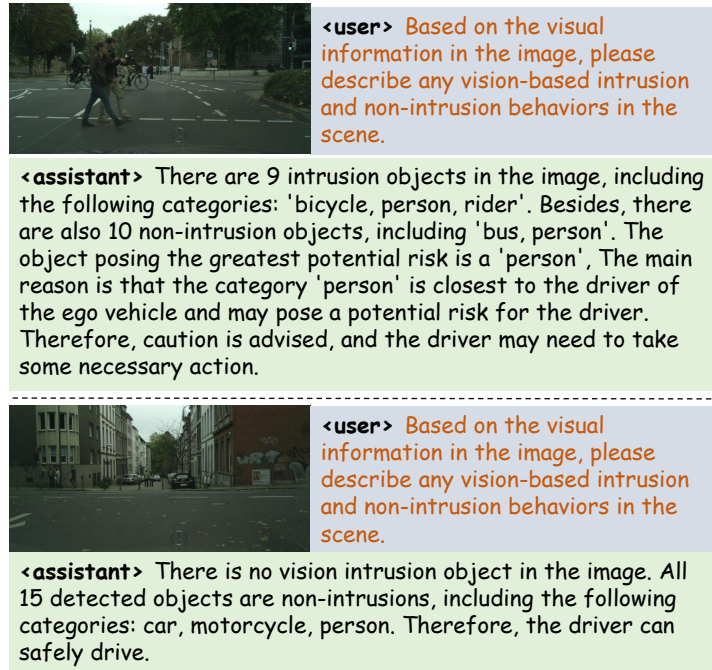 <user> Based on the visual
information in the image, please
describe any vision-based intrusion
and non-intrusion behaviors in the
scene.
<assistant> There are 9 intrusion objects in the image, including
the following categories: 'bicycle, person, rider'. Besides, there
are also 10 non-intrusion objects, including 'bus, person'. The
object posing the greatest potential risk is a 'person', The main
reason is that the category 'person' is closest to the driver of
the ego vehicle and may pose a potential risk for the driver.
Therefore, caution is advised, and the driver may need to take
some necessary action.
<user> Based on the visual
information in the image, please
describe any vision-based intrusion
and non-intrusion behaviors in the
scene.
<assistant> There is no vision intrusion object in the image. All
15 detected objects are non-intrusions, including the following
categories: car, motorcycle, person. Therefore, the driver can
safely drive.